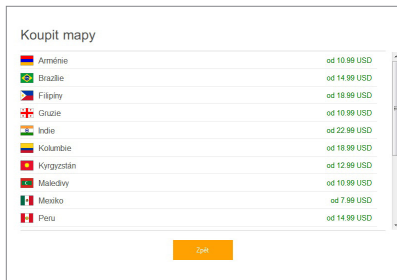 Koupit mapy
Arménie od 10.99 USD
Brazílie od 14.99 USD
Filipíny od 18.99 USD
Gruzie od 10.99 USD
Indie od 22.99 USD
Kolumbie od 18.99 USD
Kyrgyzstán od 12.99 USD
Maledivy od 10.99 USD
Mexiko od 7.99 USD
Peru od 14.99 USD
Zpět